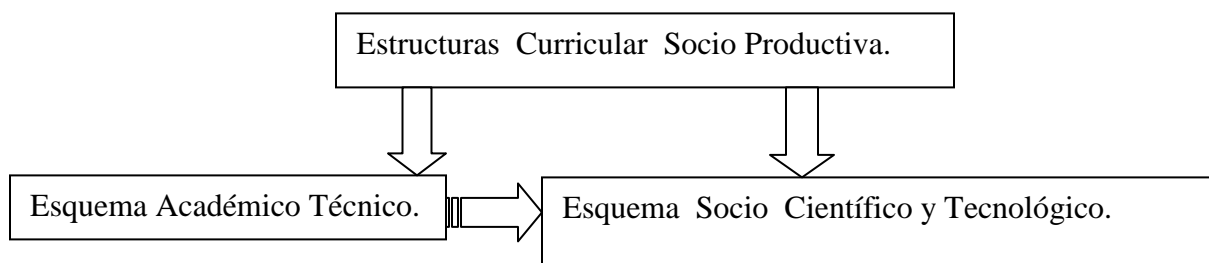 Estructuras Curricular Socio Productiva.
Esquema Académico Técnico.
Esquema Socio Científico y Tecnológico.